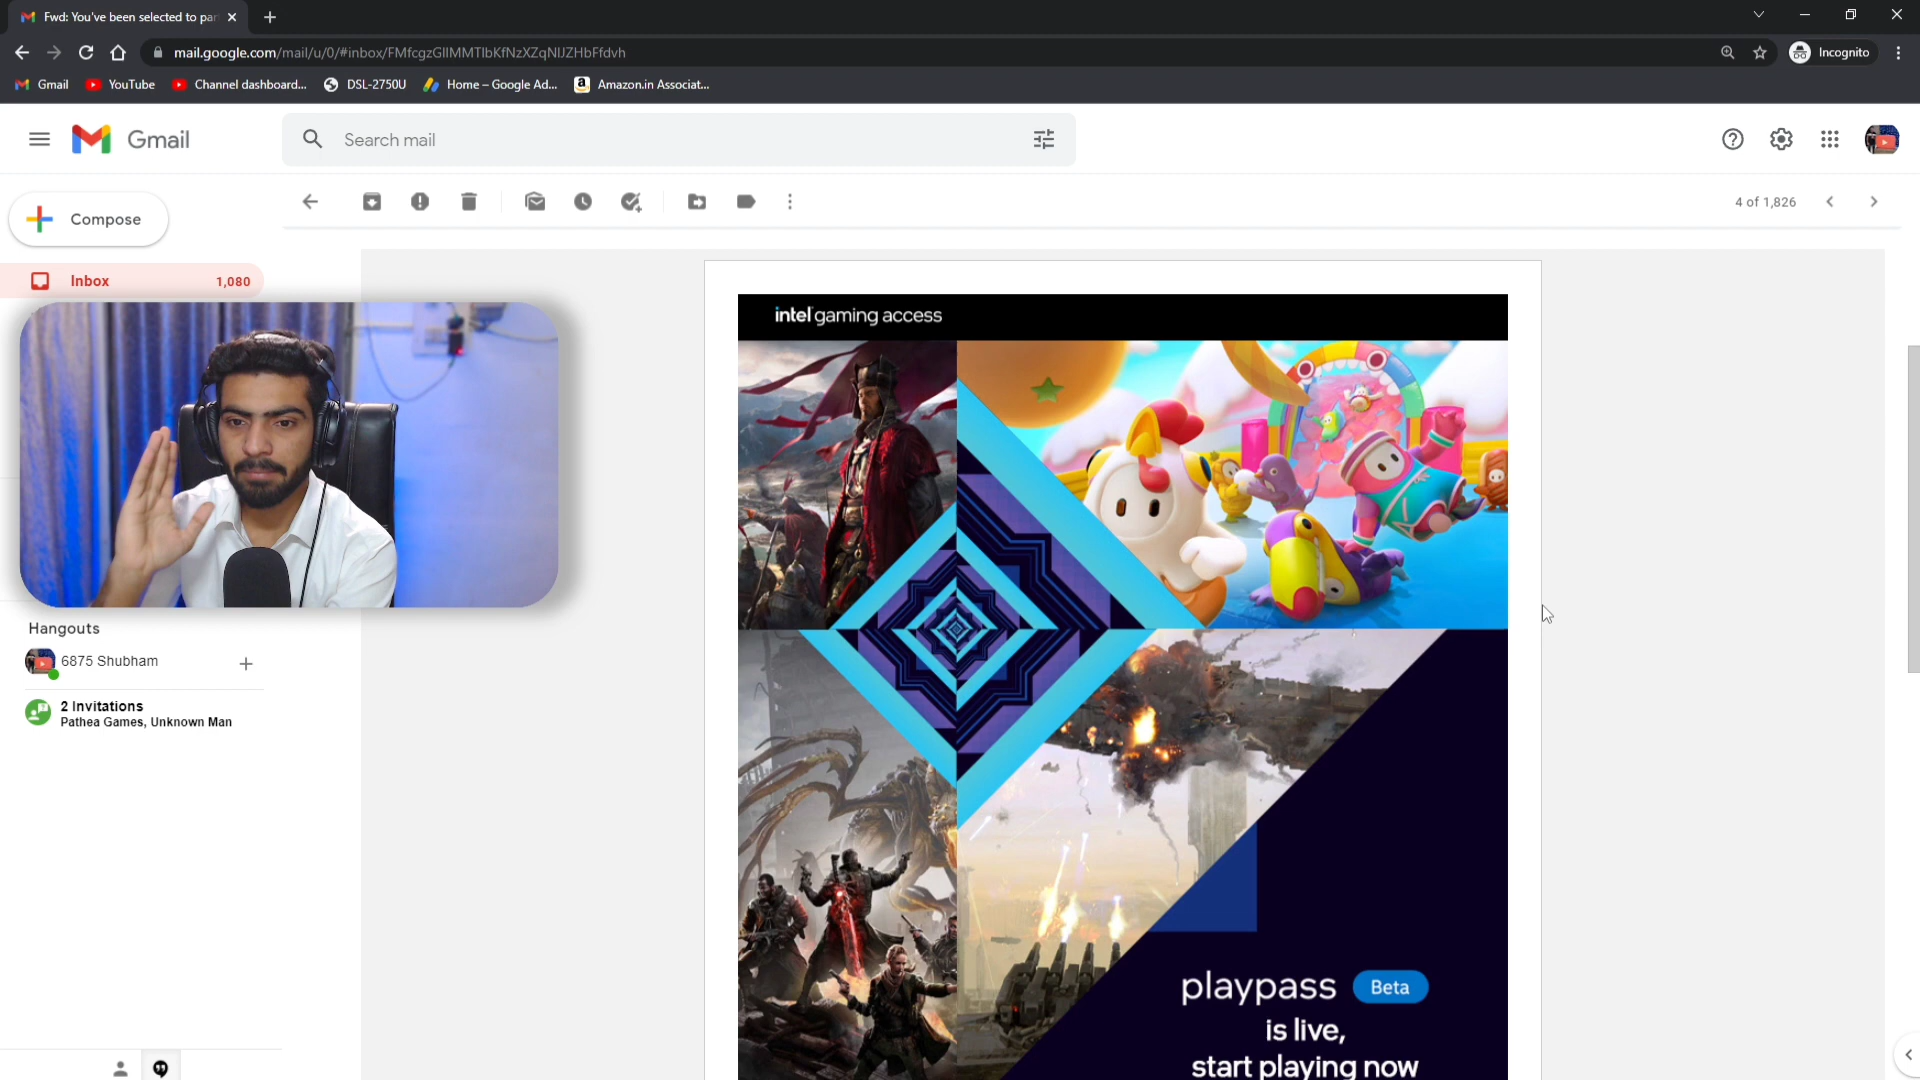 Fwd: You've been selected to par
mail.google.com/mail/u/0/#inbox/FMfcgzGllMMTlbKfNzXZqNlJZHbFfdvh
Incognito
Gmail
YouTube
Channel dashboard...
DSL-2750U
Home – Google Ad...
Amazon.in Associat...
Gmail
Search mail
Compose
4 of 1,826
Inbox
1,080
intel gaming access
Hangouts
6875 Shubham
2 Invitations
Pathea Games, Unknown Man
playpass
Beta
is live,
start playing now